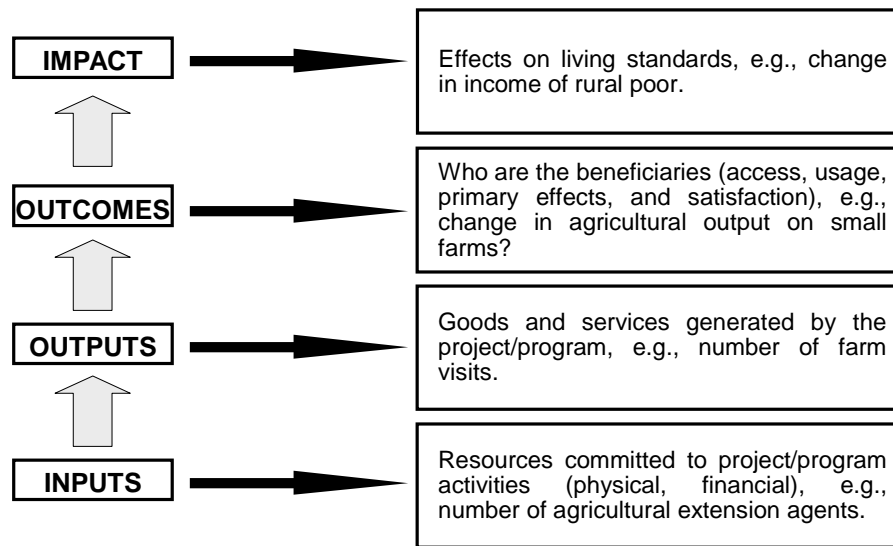 IMPACT
Effects on living standards, e.g., change
in income of rural poor.
OUTCOMES
Who are the beneficiaries (access, usage,
primary effects, and satisfaction), e.g.,
change in agricultural output on small
farms?
OUTPUTS
Goods and services generated by the
project/program, e.g., number of farm
visits.
INPUTS
Resources committed to project/program
activities (physical, financial), e.g.,
number of agricultural extension agents.